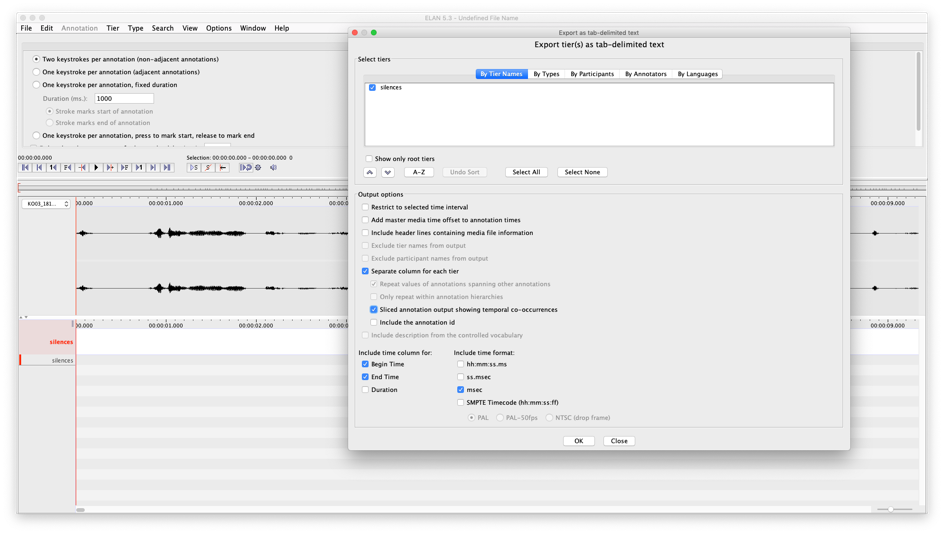 ELAN 5.3 - Undefined File Name
File Edit Annotation Tier Type Search View Options Window Help
Two keystrokes per annotation (non-adjacent annotations)
One keystroke per annotation (adjacent annotations)
One keystroke per annotation, fixed duration
Duration (ms.): 1000
Stroke marks start of annotation
Stroke marks end of annotation
One keystroke per annotation, press to mark start, release to mark end
00:00:00.000
Selection: 00:00:00.000 - 00:00:00.000 0
KO03_181...
00.000 00:00:01.000 00:00:02.000 00:00:0 00:00:09.000
00.000 00:00:01.000 00:00:02.000 00:00:0 00:00:09.000
silences
silences
Export as tab-delimited text
Export tier(s) as tab-delimited text
Select tiers
By Tier Names By Types By Participants By Annotators By Languages
silences
Show only root tiers
A-Z Undo Sort Select All Select None
Output options
Restrict to selected time interval
Add master media time offset to annotation times
Include header lines containing media file information
Exclude tier names from output
Exclude participant names from output
Separate column for each tier
Repeat values of annotations spanning other annotations
Only repeat within annotation hierarchies
Sliced annotation output showing temporal co-occurrences
Include the annotation id
Include description from the controlled vocabulary
Include time column for: Include time format:
Begin Time hh:mm:ss.ms
End Time ss.msec
Duration msec
SMPTE Timecode (hh:mm:ss:ff)
PAL PAL-50fps NTSC (drop frame)
OK Close